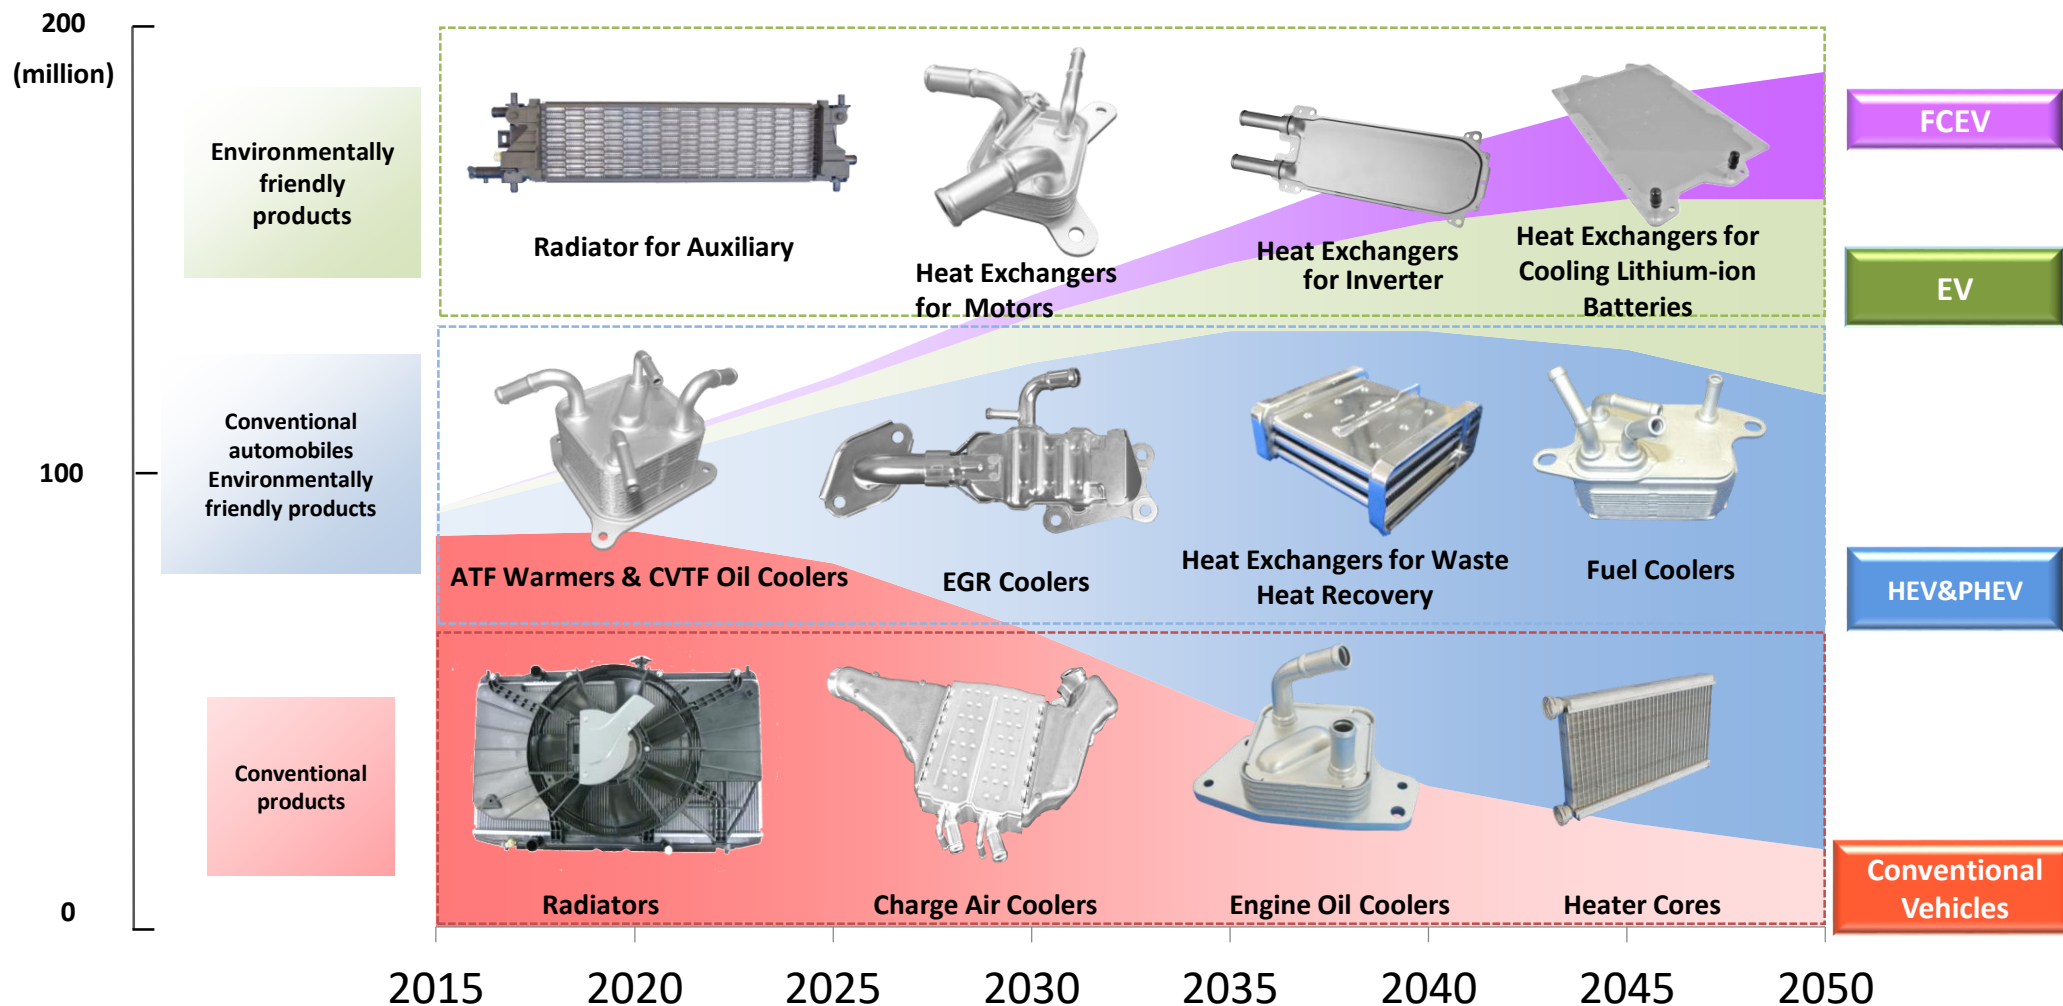 200
(million)
100
0
Environmentally
friendly
products
Conventional
automobiles
Environmentally
friendly products
Conventional
products
Radiator for Auxiliary
Heat Exchangers
for Motors
Heat Exchangers
for Inverter
Heat Exchangers for
Cooling Lithium-ion
Batteries
ATF Warmers & CVTF Oil Coolers
EGR Coolers
Heat Exchangers for Waste
Heat Recovery
Fuel Coolers
Radiators
Charge Air Coolers
Engine Oil Coolers
Heater Cores
FCEV
EV
HEV&PHEV
Conventional
Vehicles
2015 2020 2025 2030 2035 2040 2045 2050